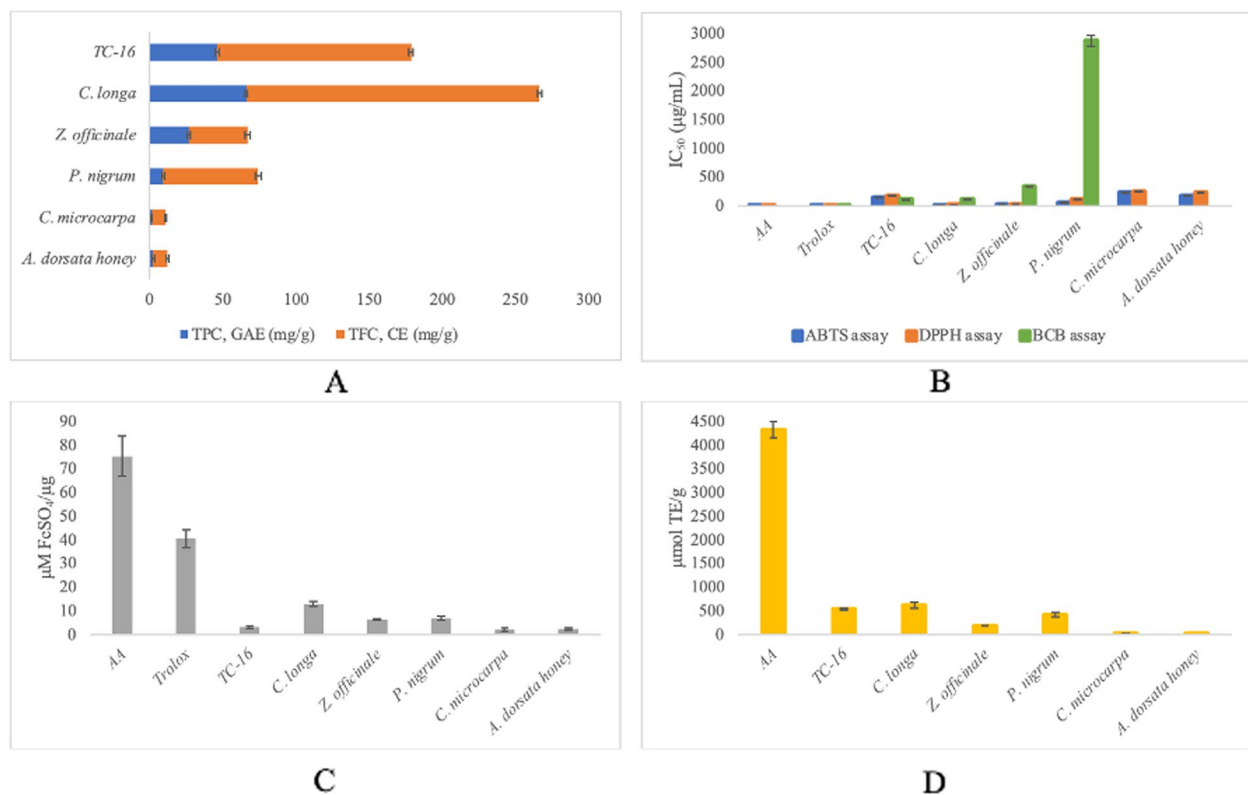 TC-16
C. longa
Z. officinale
P. nigrum
C. microcarpa
A. dorsata honey
0 50 100 150 200 250 300
TPC, GAE (mg/g) TFC, CE (mg/g)
A
3000
2500
2000
1500
1000
500
0
IC₅₀ (µg/mL)
AA Trolox TC-16 C. longa Z. officinale P. nigrum C. microcarpa A. dorsata honey
ABTS assay DPPH assay BCB assay
B
90
80
70
60
50
40
30
20
10
0
µM FeSO₄/µg
AA Trolox TC-16 C. longa Z. officinale P. nigrum C. microcarpa A. dorsata honey
C
4500
4000
3500
3000
2500
2000
1500
1000
500
0
µmol TE/g
AA TC-16 C. longa Z. officinale P. nigrum C. microcarpa A. dorsata honey
D